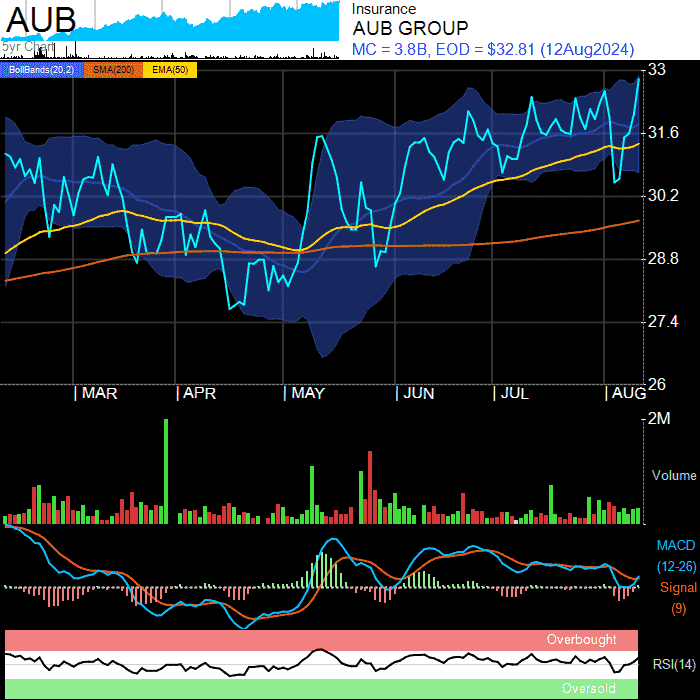 AUB
5yr Chart
Insurance
AUB GROUP
MC = 3.8B, EOD = $32.81 (12Aug2024)
BollBands(20,2) SMA(200) EMA(50)
33
31.6
30.2
28.8
27.4
26
MAR APR MAY JUN JUL AUG
2M
Volume
MACD
(12-26)
Signal
(9)
Overbought
RSI(14)
Oversold